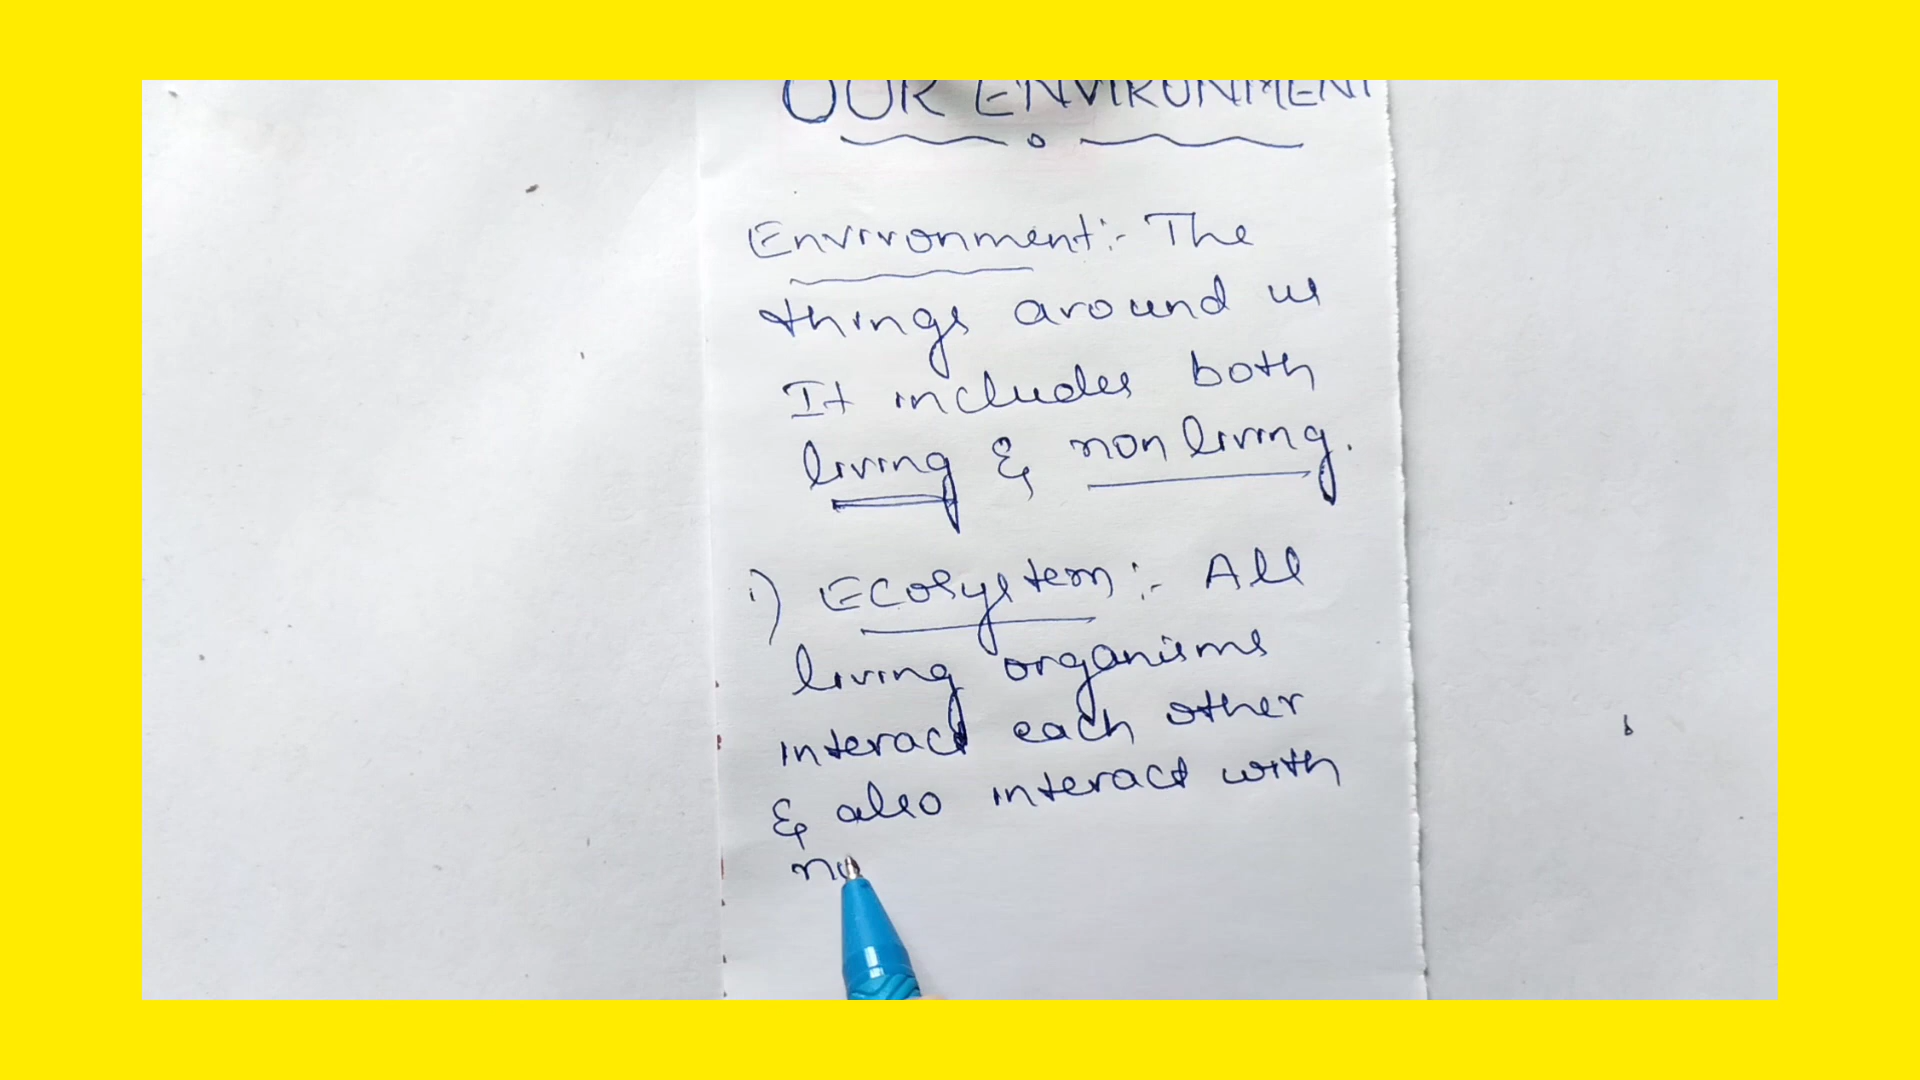 OUR ENVIRONMENT
Environment:- The
things around us
It includes both
living & non living.
i) Ecosystem:- All
living organisms
interact each other
& also interact with
no